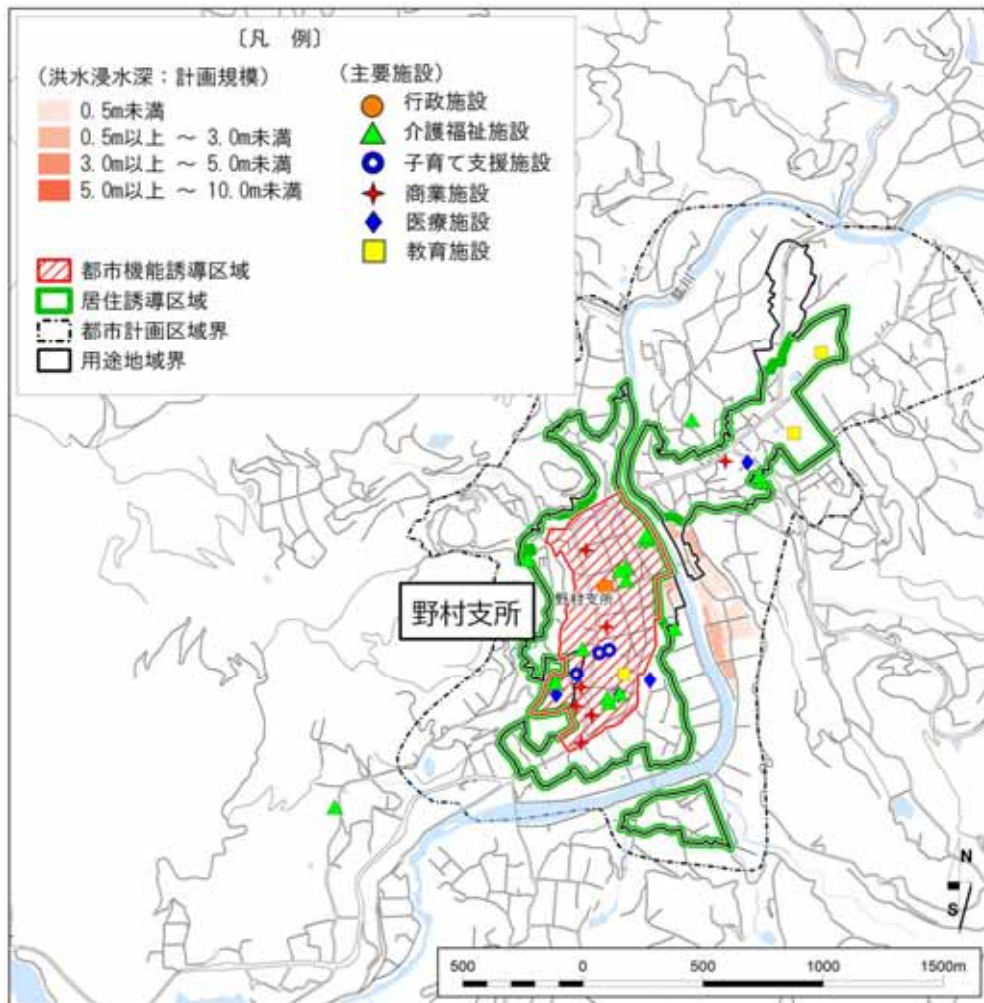 〔凡　例〕
（洪水浸水深：計画規模）
0.5m未満
0.5m以上 ～ 3.0m未満
3.0m以上 ～ 5.0m未満
5.0m以上 ～ 10.0m未満
（主要施設）
行政施設
介護福祉施設
子育て支援施設
商業施設
医療施設
教育施設
都市機能誘導区域
居住誘導区域
都市計画区域界
用途地域界
野村支所
野村支所
N
S
500 0 500 1000 1500m